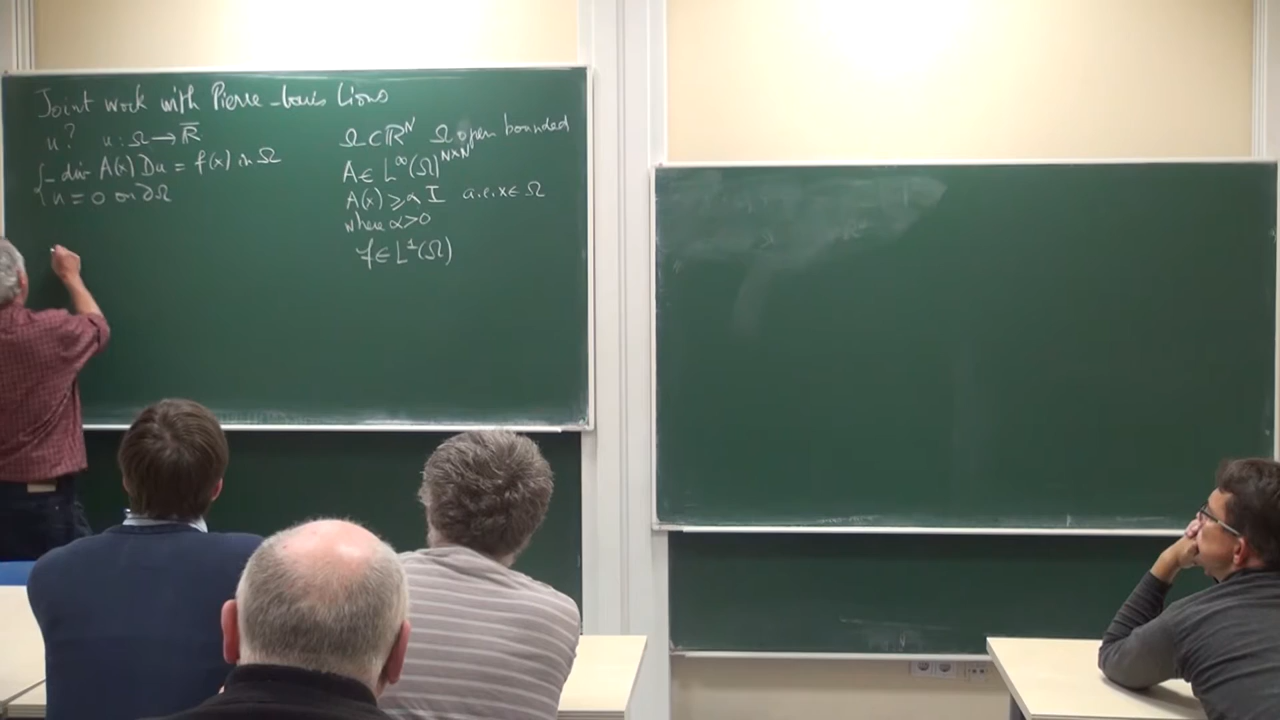 Joint work with Pierre-Louis Lions
u? u: Ω → ℝ̅
{ - div A(x) Du = f(x) in Ω
u = 0 on ∂Ω
Ω ⊂ ℝ^N Ω open bounded
A ∈ L^∞(Ω)^{N×N}
A(x) ⩾ α I a.e. x ∈ Ω
where α > 0
f ∈ L^1(Ω)